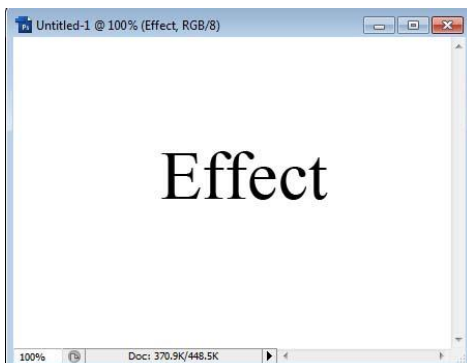 Untitled-1 @ 100% (Effect, RGB/8)
Effect
100% Doc: 370.9K/448.5K